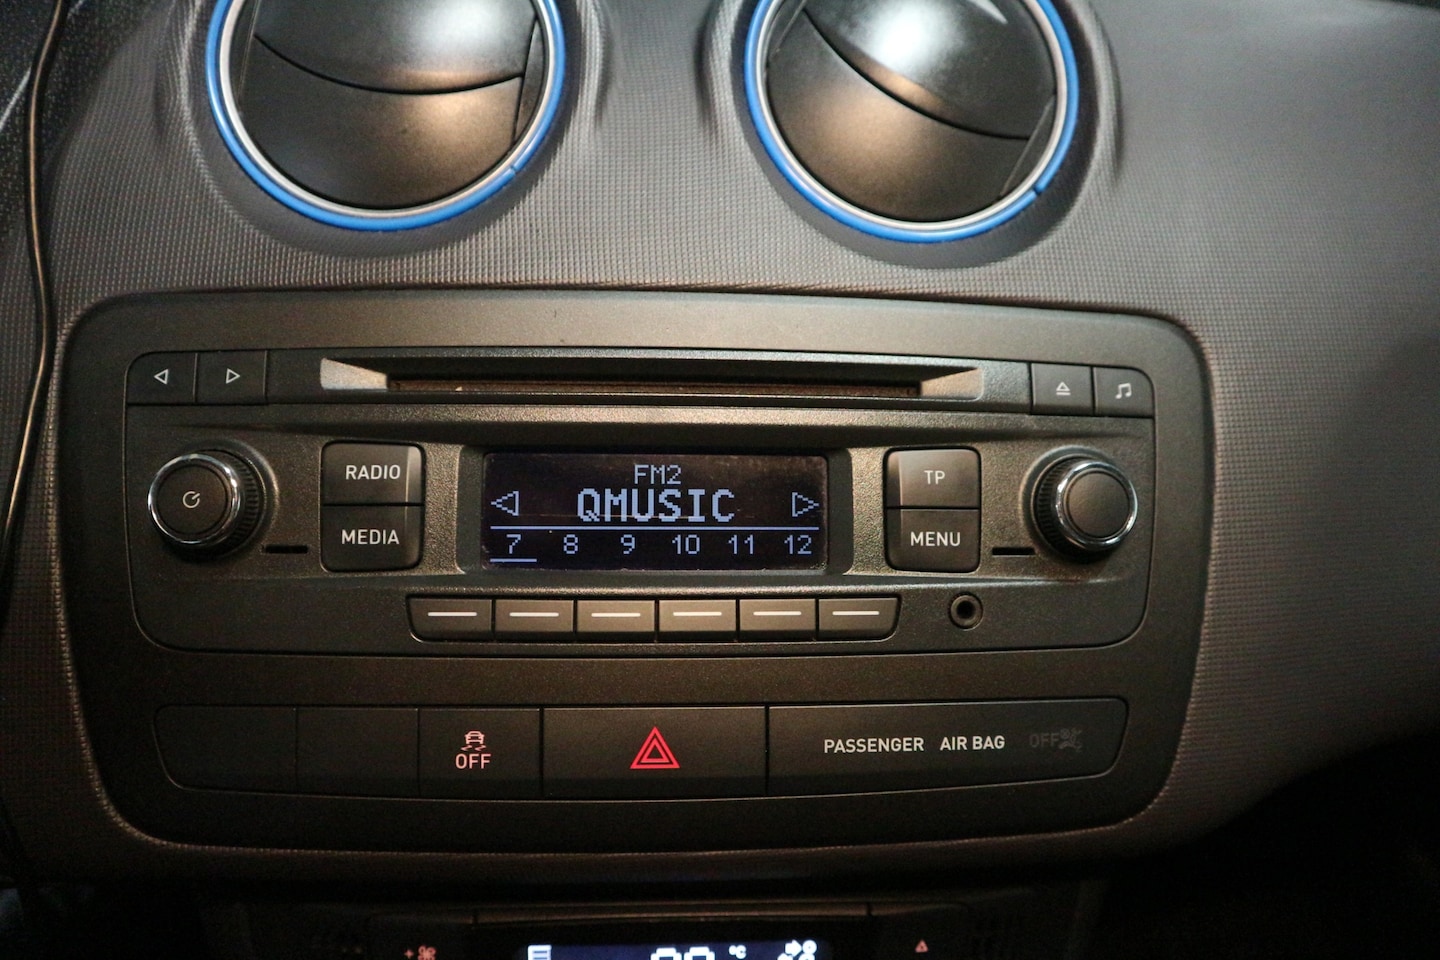 FM2
RADIO
QMUSIC
TP
MEDIA
7 8 9 10 11 12
MENU
OFF
PASSENGER AIR BAG OFF
°C